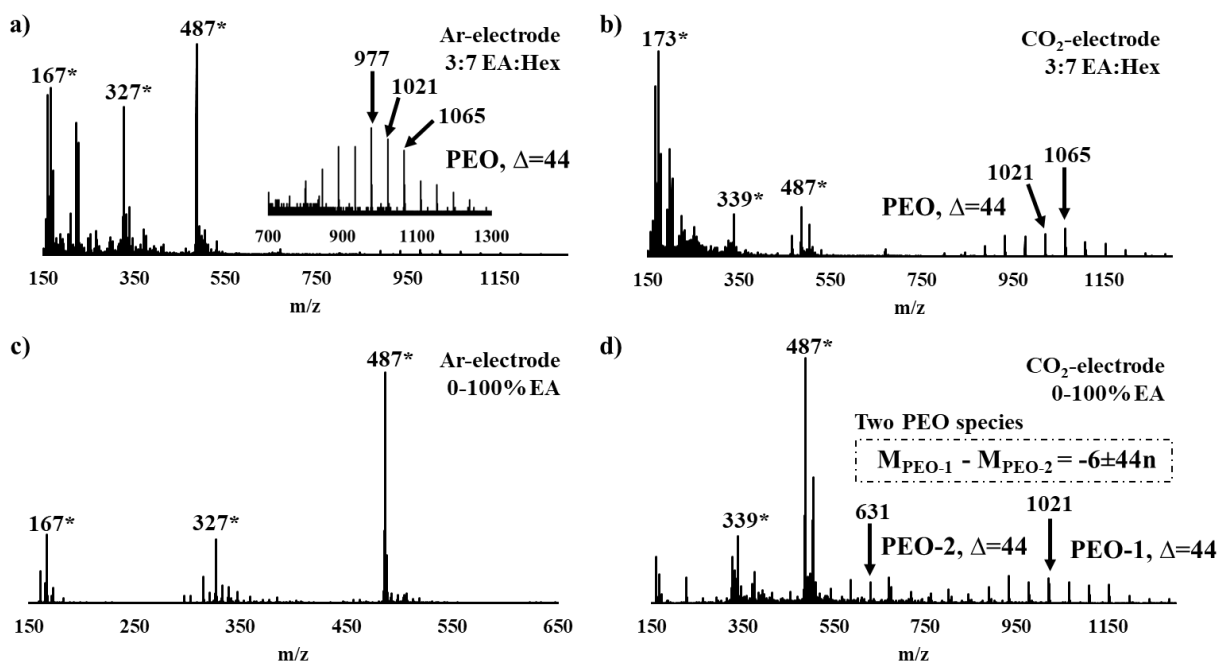 a)
Ar-electrode
3:7 EA:Hex
487*
167*
327*
977
1021
1065
PEO, Δ=44
700 900 1100 1300
150 350 550 750 950 1150
m/z
b)
CO2-electrode
3:7 EA:Hex
173*
339*
487*
PEO, Δ=44
1021
1065
150 350 550 750 950 1150
m/z
c)
Ar-electrode
0-100% EA
487*
167*
327*
150 250 350 450 550 650
m/z
d)
CO2-electrode
0-100% EA
487*
Two PEO species
MPEO-1 - MPEO-2 = -6±44n
339*
631
1021
PEO-2, Δ=44
PEO-1, Δ=44
150 350 550 750 950 1150
m/z